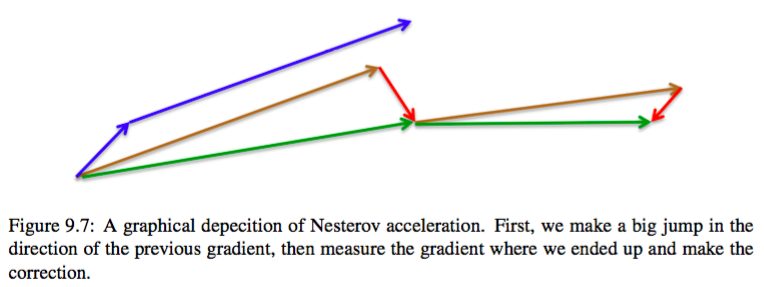 Figure 9.7: A graphical depecition of Nesterov acceleration. First, we make a big jump in the
direction of the previous gradient, then measure the gradient where we ended up and make the
correction.